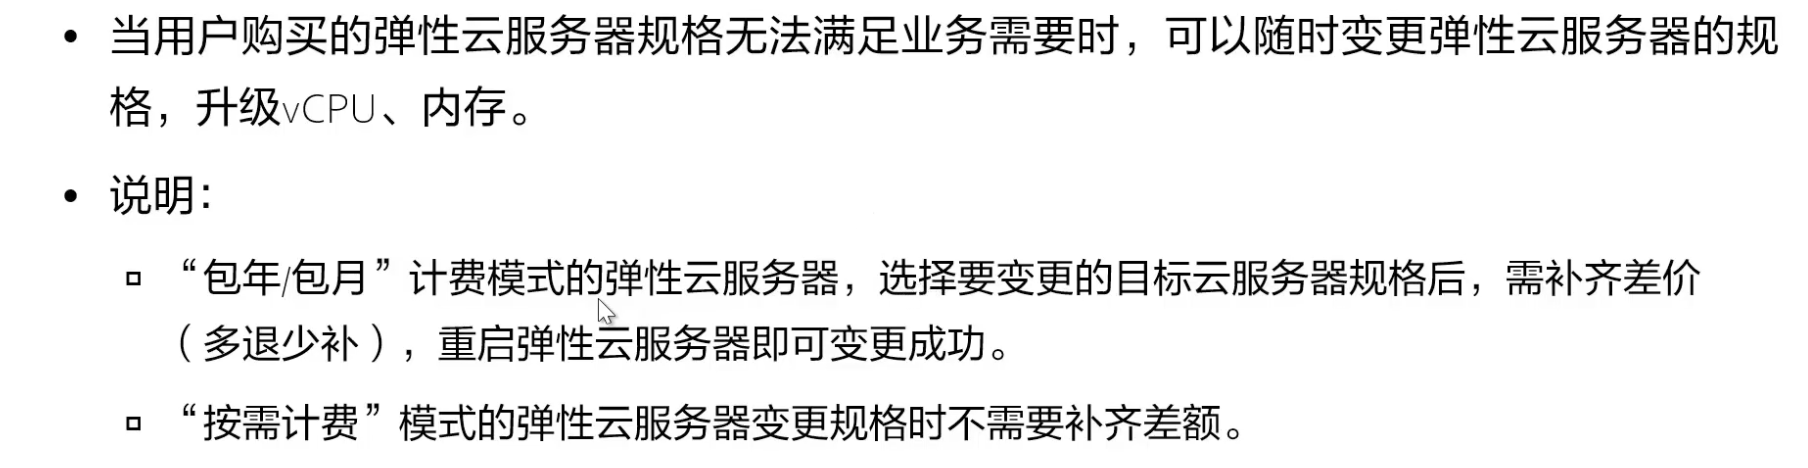 • 当用户购买的弹性云服务器规格无法满足业务需要时，可以随时变更弹性云服务器的规
格，升级vCPU、内存。
• 说明：
▫ “包年/包月”计费模式的弹性云服务器，选择要变更的目标云服务器规格后，需补齐差价
（多退少补），重启弹性云服务器即可变更成功。
▫ “按需计费”模式的弹性云服务器变更规格时不需要补齐差额。